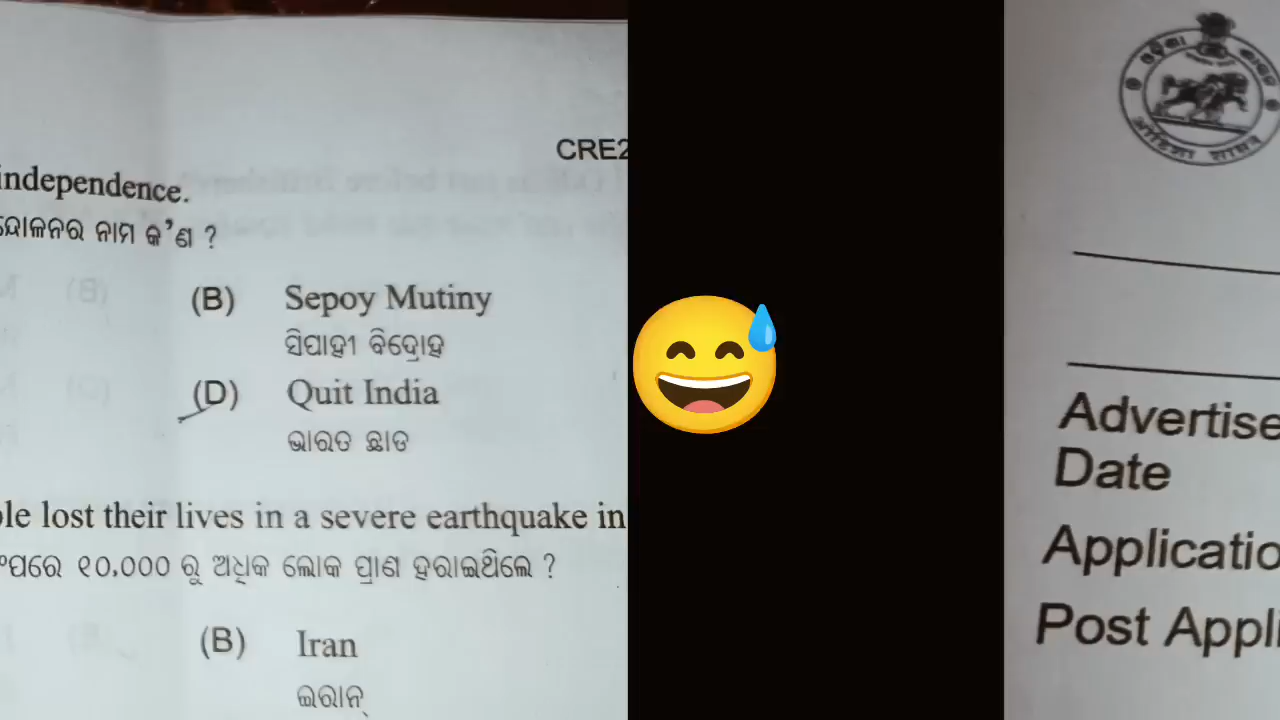 CRE2
independence.
ନ୍ଦୋଳନର ନାମ କ'ଣ ?
(B) Sepoy Mutiny
ସିପାହୀ ବିଦ୍ରୋହ
(D) Quit India
ଭାରତ ଛାଡ
ple lost their lives in a severe earthquake in
ଂପରେ ୧୦,୦୦୦ ରୁ ଅଧିକ ଲୋକ ପ୍ରାଣ ହରାଇଥିଲେ ?
(B) Iran
ଇରାନ୍
Advertise
Date
Applicatio
Post Appli